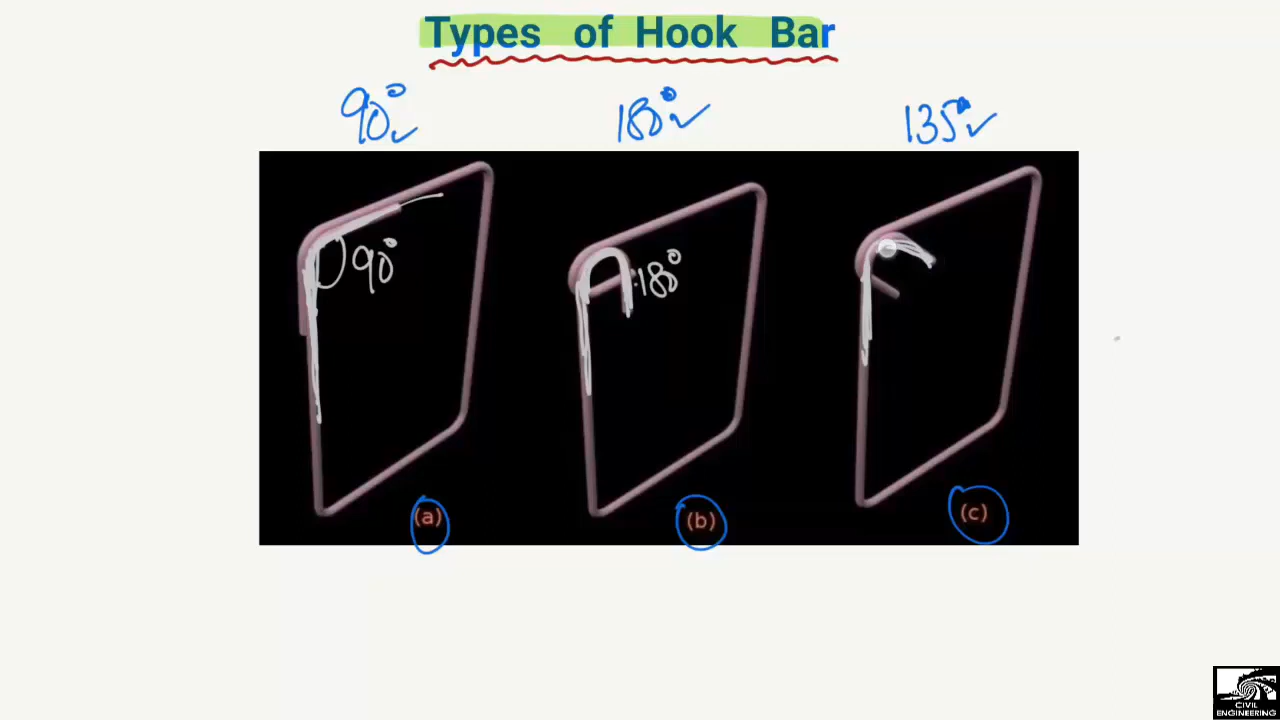 Types of Hook Bar
90° 180° 135°
90°
180°
(a) (b) (c)
CIVIL
ENGINEERING